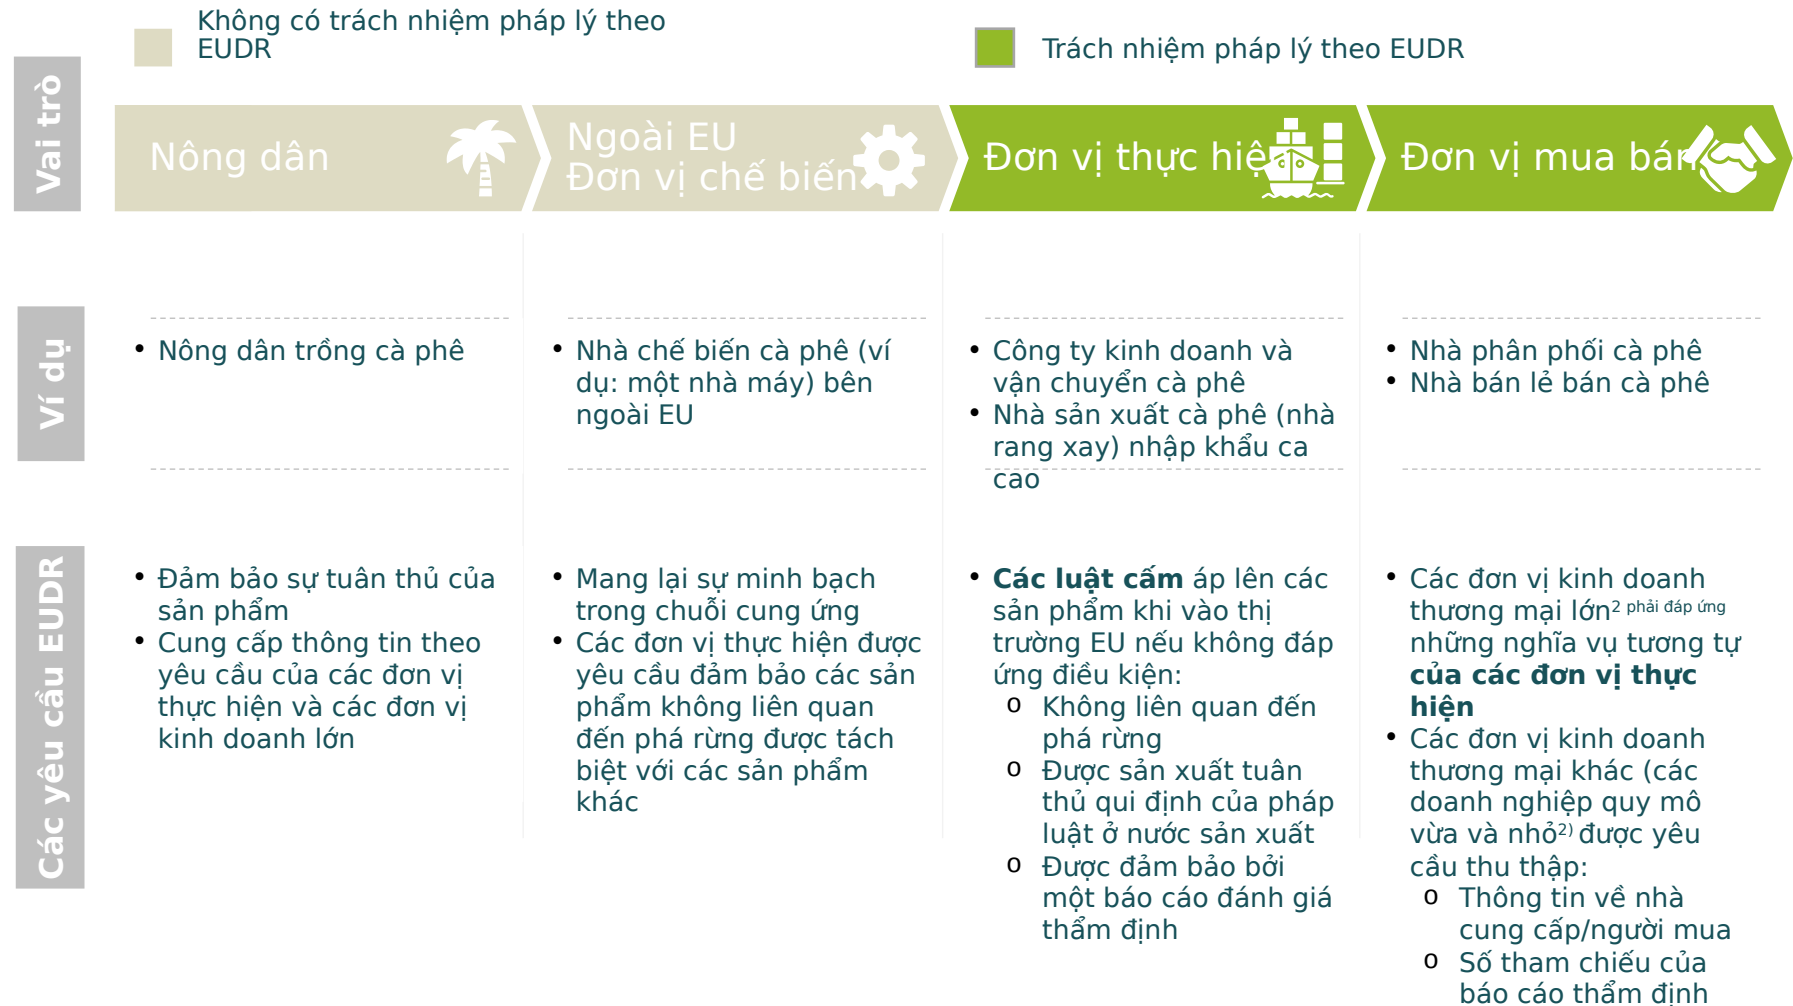 Không có trách nhiệm pháp lý theo
EUDR
Trách nhiệm pháp lý theo EUDR
Vai trò
Nông dân
Ngoài EU
Đơn vị chế biến
Đơn vị thực hiệ
Đơn vị mua bán
Ví dụ
• Nông dân trồng cà phê
• Nhà chế biến cà phê (ví
dụ: một nhà máy) bên
ngoài EU
• Công ty kinh doanh và
vận chuyển cà phê
• Nhà sản xuất cà phê (nhà
rang xay) nhập khẩu ca
cao
• Nhà phân phối cà phê
• Nhà bán lẻ bán cà phê
Các yêu cầu EUDR
• Đảm bảo sự tuân thủ của
sản phẩm
• Cung cấp thông tin theo
yêu cầu của các đơn vị
thực hiện và các đơn vị
kinh doanh lớn
• Mang lại sự minh bạch
trong chuỗi cung ứng
• Các đơn vị thực hiện được
yêu cầu đảm bảo các sản
phẩm không liên quan
đến phá rừng được tách
biệt với các sản phẩm
khác
• Các luật cấm áp lên các
sản phẩm khi vào thị
trường EU nếu không đáp
ứng điều kiện:
o Không liên quan đến
phá rừng
o Được sản xuất tuân
thủ qui định của pháp
luật ở nước sản xuất
o Được đảm bảo bởi
một báo cáo đánh giá
thẩm định
• Các đơn vị kinh doanh
thương mại lớn2 phải đáp ứng
những nghĩa vụ tương tự
của các đơn vị thực
hiện
• Các đơn vị kinh doanh
thương mại khác (các
doanh nghiệp quy mô
vừa và nhỏ2) được yêu
cầu thu thập:
o Thông tin về nhà
cung cấp/người mua
o Số tham chiếu của
báo cáo thẩm định